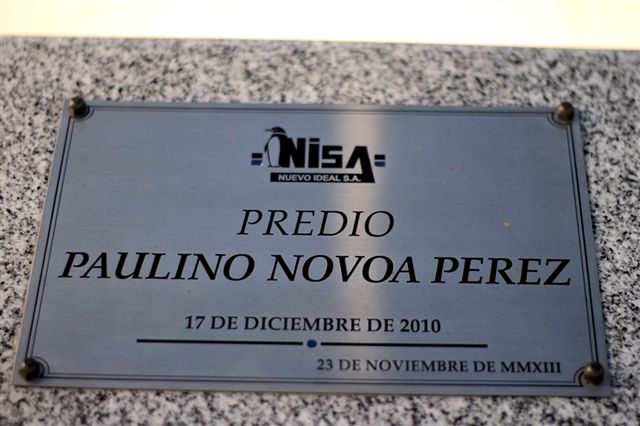 NISA
NUEVO IDEAL S.A.
PREDIO
PAULINO NOVOA PEREZ
17 DE DICIEMBRE DE 2010
23 DE NOVIEMBRE DE MMXIII